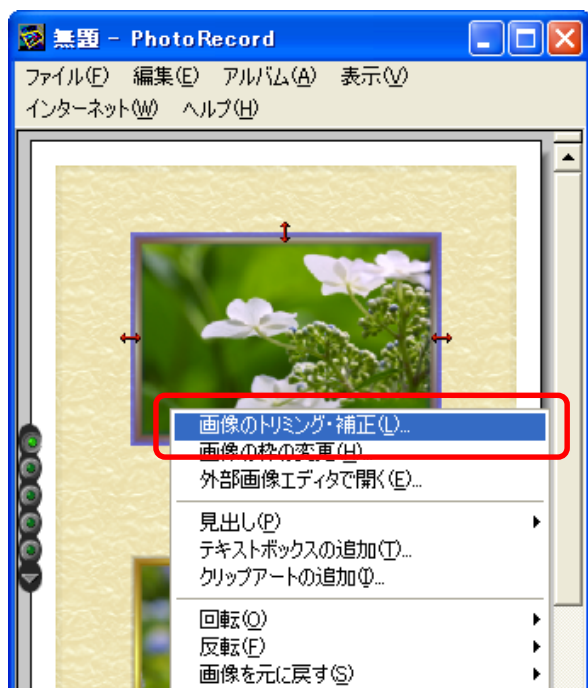 無題 - PhotoRecord
ファイル(F) 編集(E) アルバム(A) 表示(V)
インターネット(W) ヘルプ(H)
画像のトリミング・補正(L)...
画像の枠の変更(H)...
外部画像エディタで開く(E)...
見出し(P)
テキストボックスの追加(T)...
クリップアートの追加(I)...
回転(O)
反転(F)
画像を元に戻す(S)